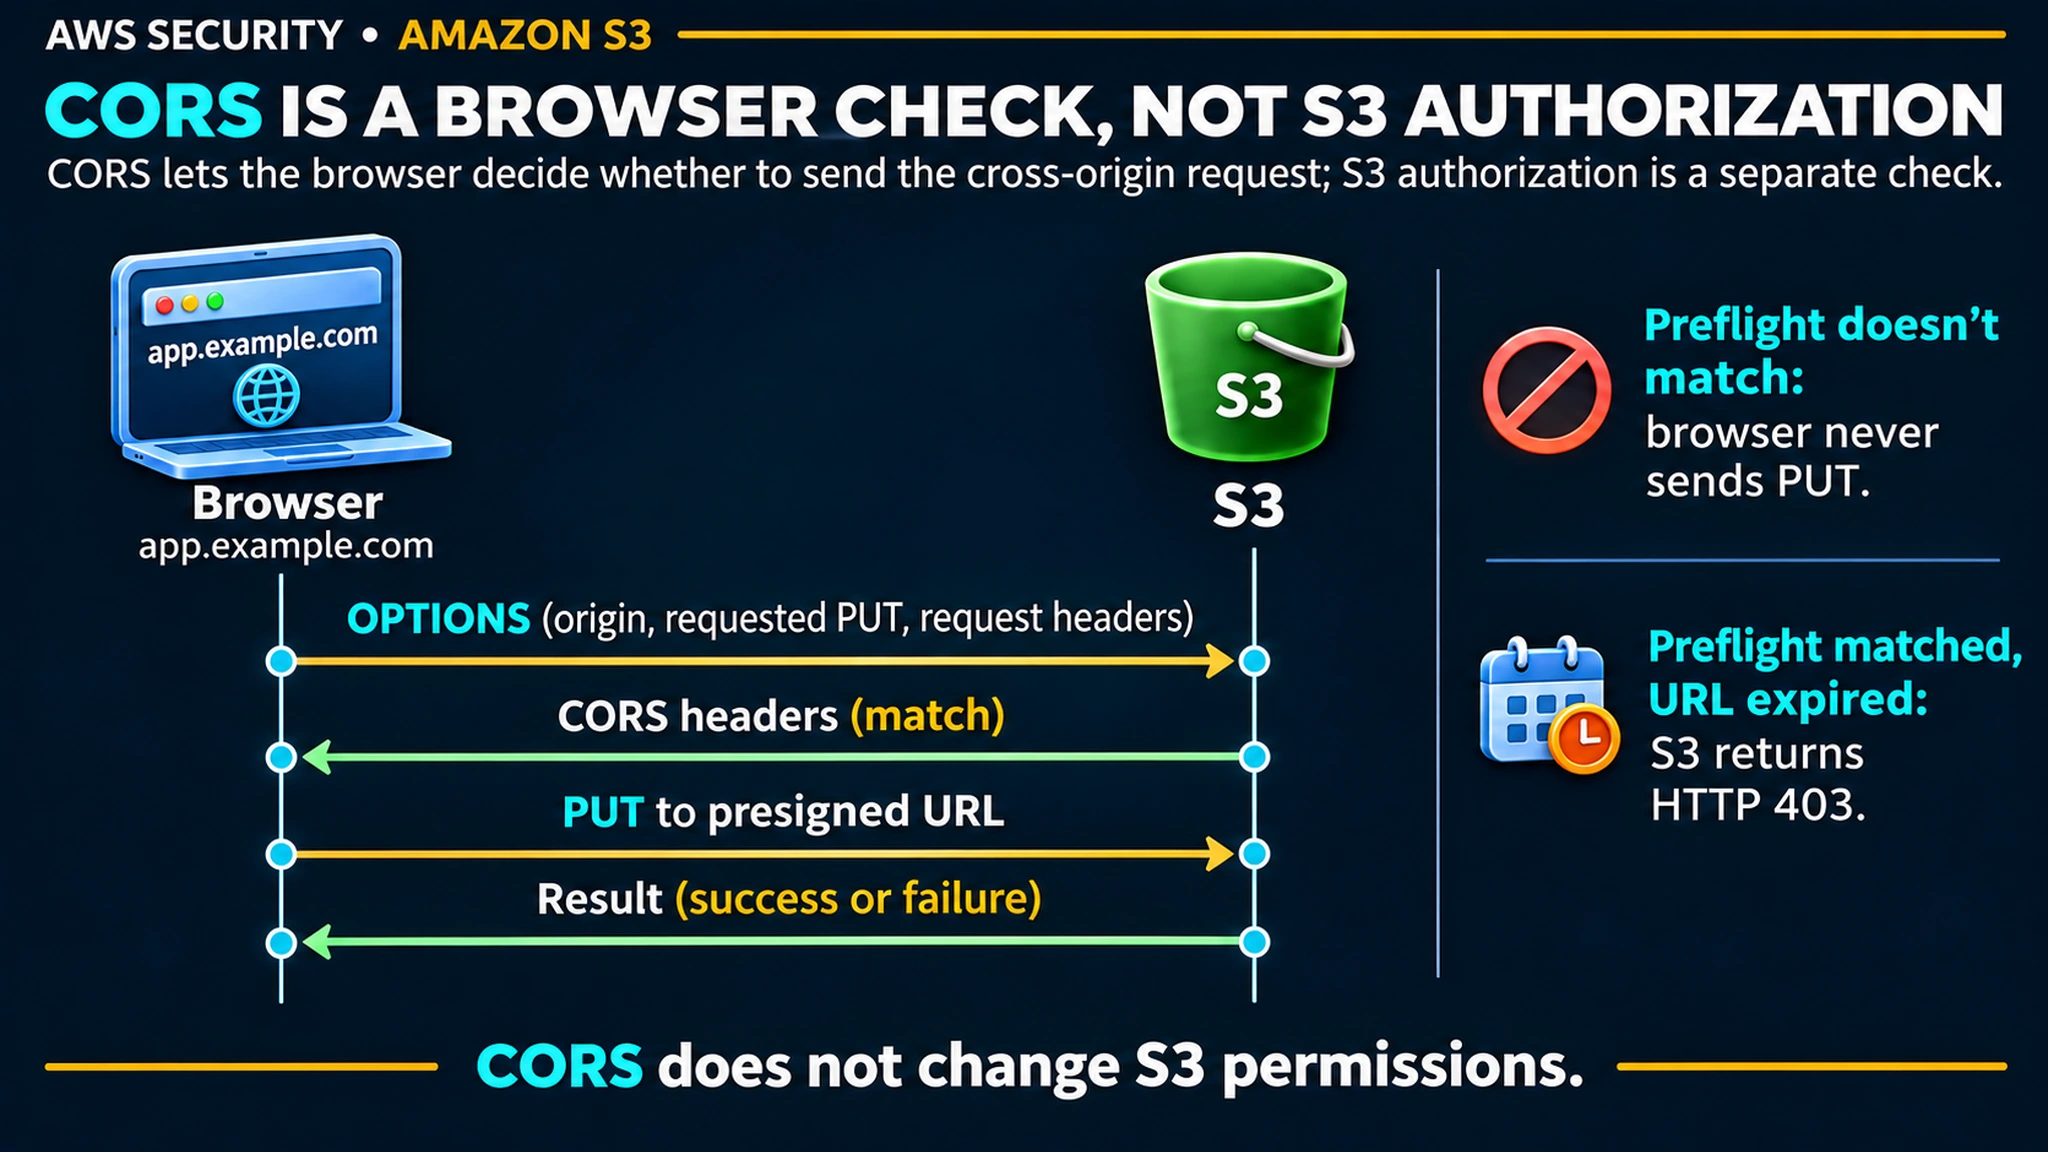 AWS SECURITY • AMAZON S3
CORS IS A BROWSER CHECK, NOT S3 AUTHORIZATION
CORS lets the browser decide whether to send the cross-origin request; S3 authorization is a separate check.
app.example.com
Browser
app.example.com
S3
S3
OPTIONS (origin, requested PUT, request headers)
CORS headers (match)
PUT to presigned URL
Result (success or failure)
Preflight doesn’t
match:
browser never
sends PUT.
Preflight matched,
URL expired:
S3 returns
HTTP 403.
CORS does not change S3 permissions.